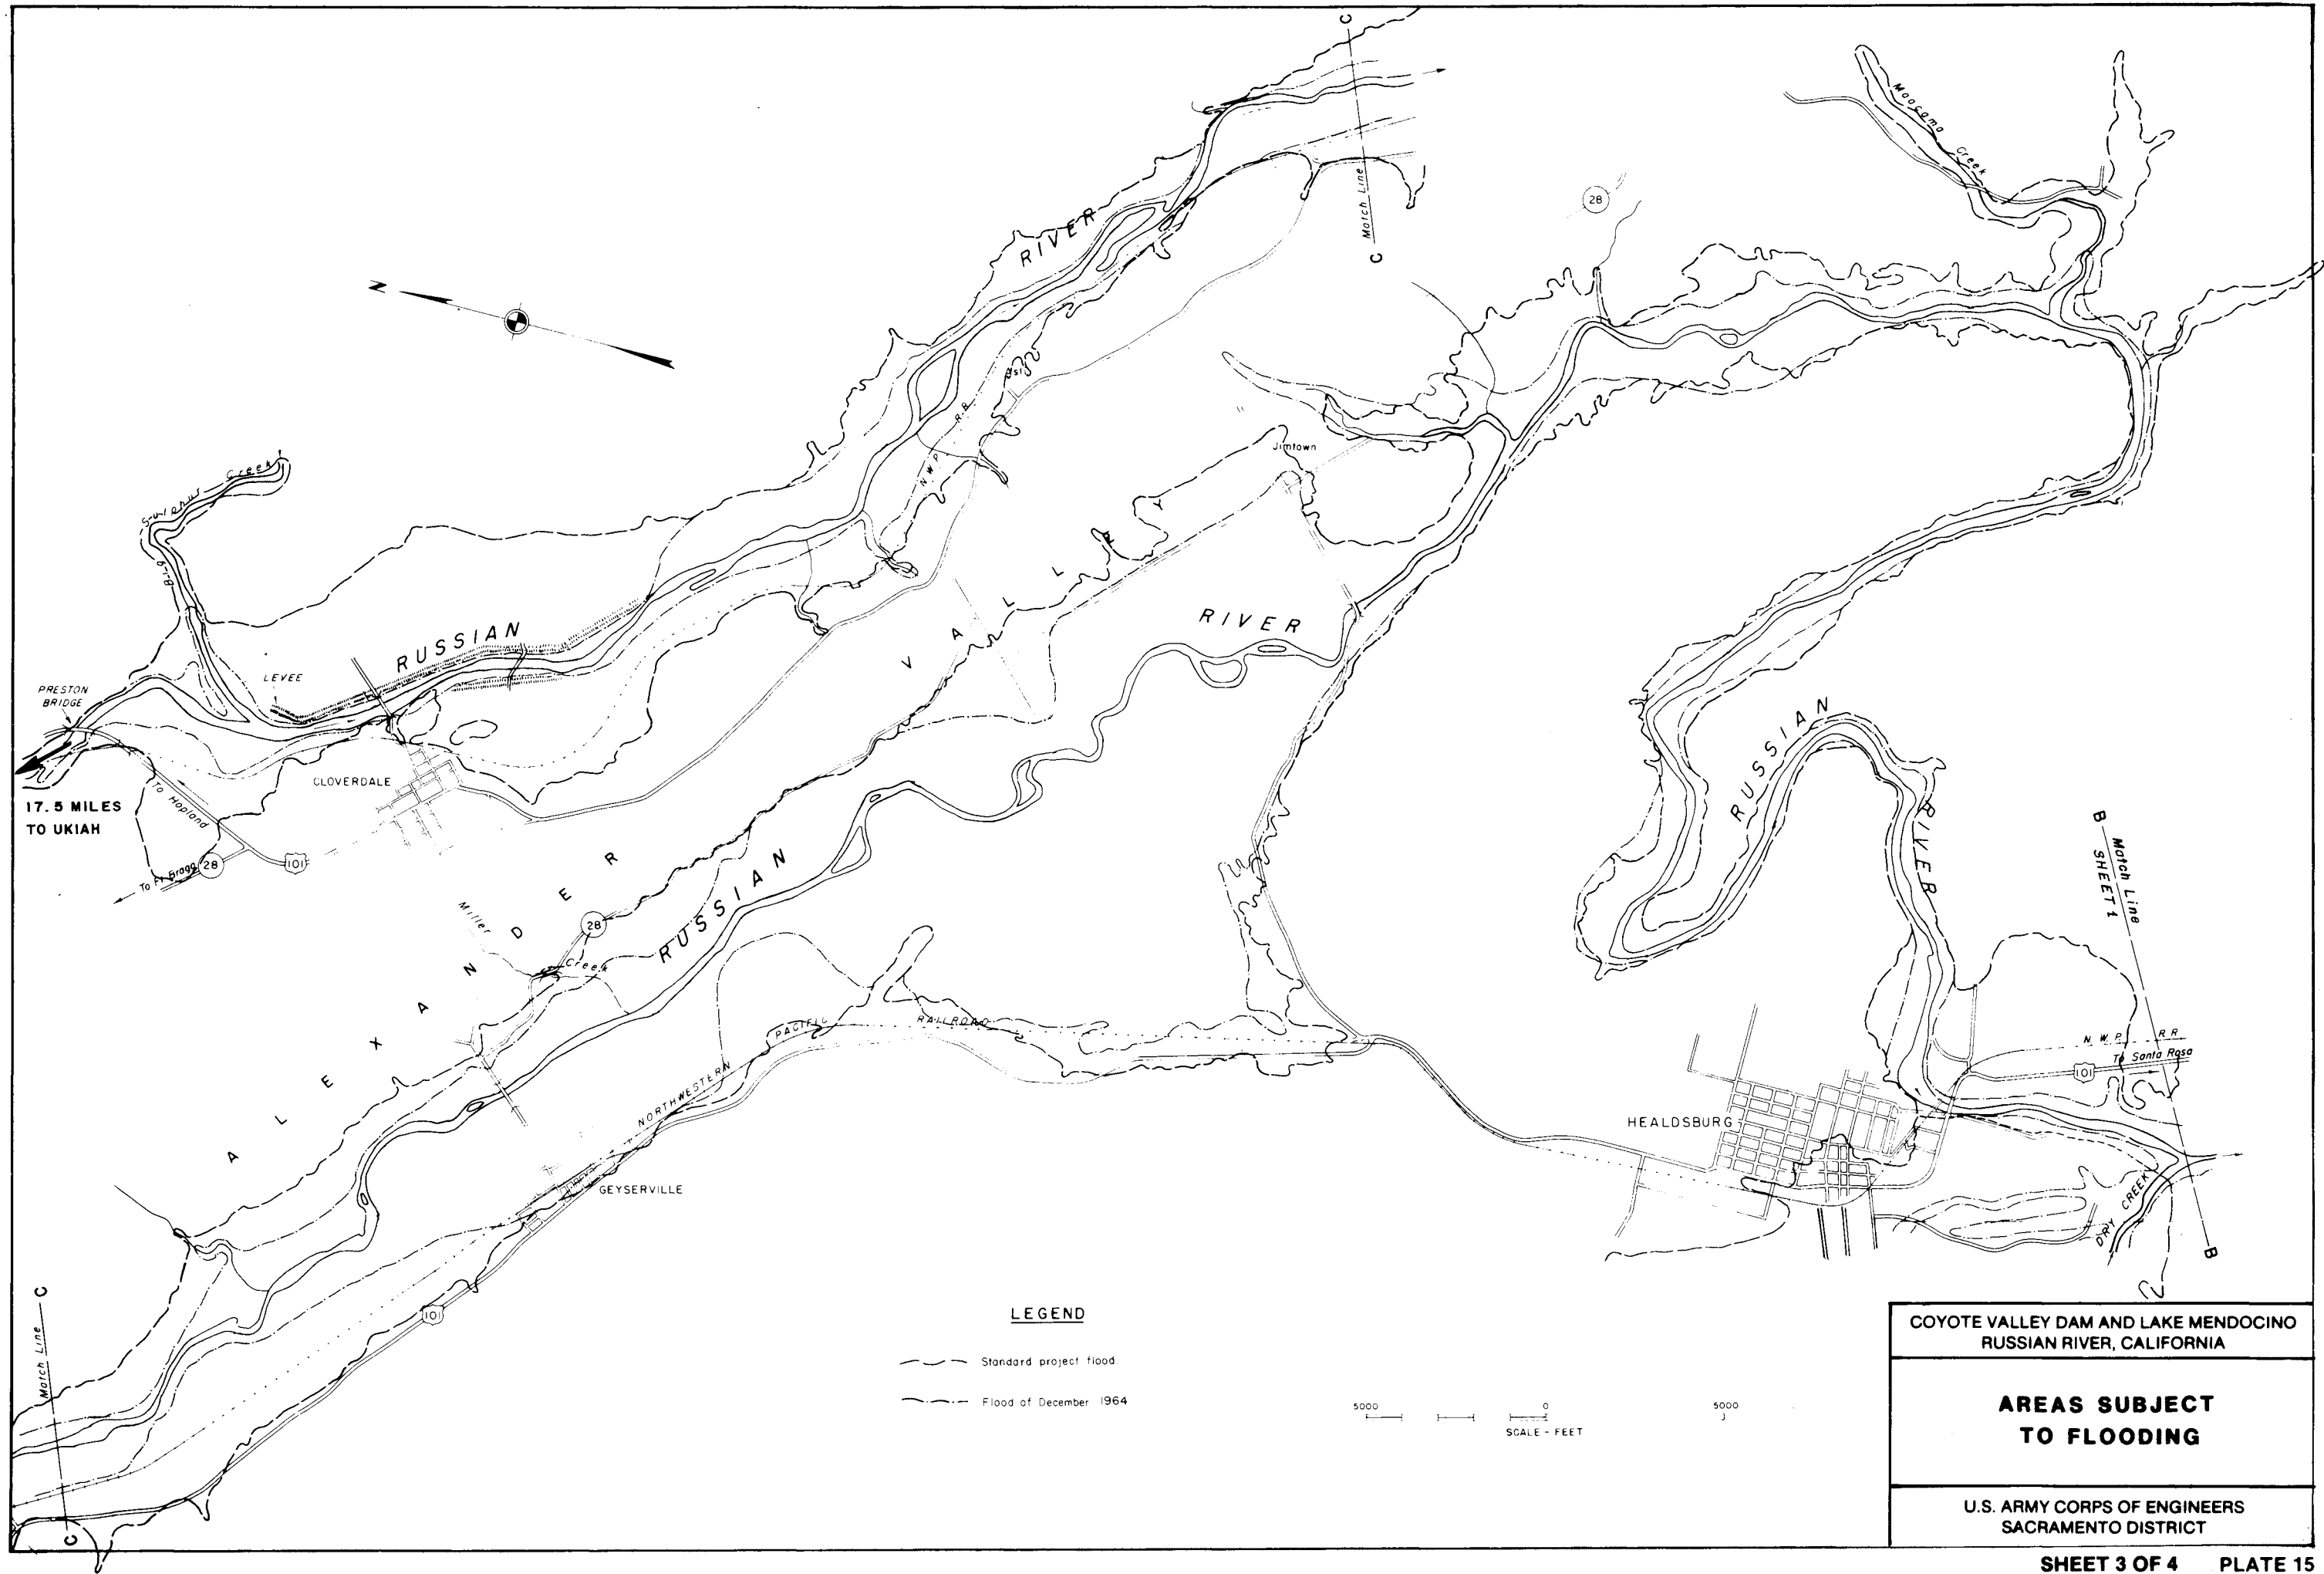 C
Match Line
C
Maacama
Creek
28
N
RIVER
Asti
N.W.P. R.R.
Jimtown
Big Sulphur Creek
RUSSIAN
LEVEE
PRESTON
BRIDGE
CLOVERDALE
To Hopland
17.5 MILES
TO UKIAH
To Ft Bragg
28
101
ALEXANDER VALLEY
RUSSIAN
RIVER
Miller
Creek
28
NORTHWESTERN PACIFIC RAILROAD
GEYSERVILLE
101
C
Match Line
C
RUSSIAN
RIVER
B
Match Line
SHEET 1
B
N.W.P. R.R.
To Santa Rosa
101
HEALDSBURG
DRY CREEK
LEGEND
Standard project flood.
Flood of December 1964
5000 0 5000
SCALE - FEET
COYOTE VALLEY DAM AND LAKE MENDOCINO
RUSSIAN RIVER, CALIFORNIA
AREAS SUBJECT
TO FLOODING
U.S. ARMY CORPS OF ENGINEERS
SACRAMENTO DISTRICT
SHEET 3 OF 4 PLATE 15